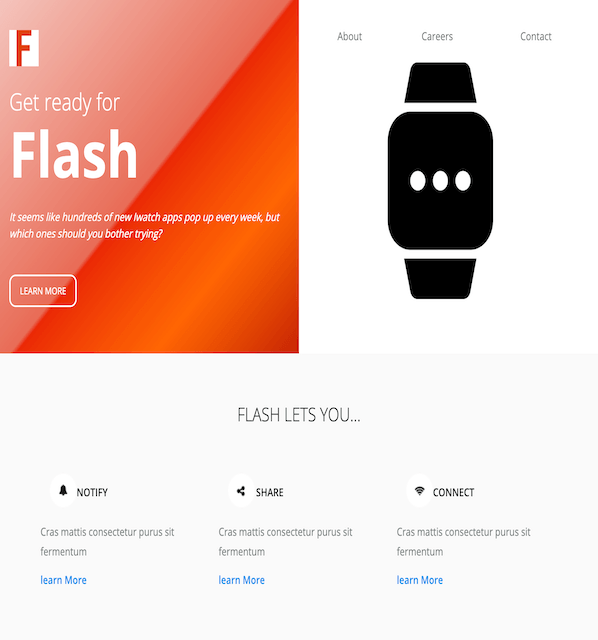 F
About Careers Contact
Get ready for
Flash
It seems like hundreds of new Iwatch apps pop up every week, but
which ones should you bother trying?
LEARN MORE
FLASH LETS YOU...
NOTIFY
Cras mattis consectetur purus sit
fermentum
learn More
SHARE
Cras mattis consectetur purus sit
fermentum
learn More
CONNECT
Cras mattis consectetur purus sit
fermentum
learn More